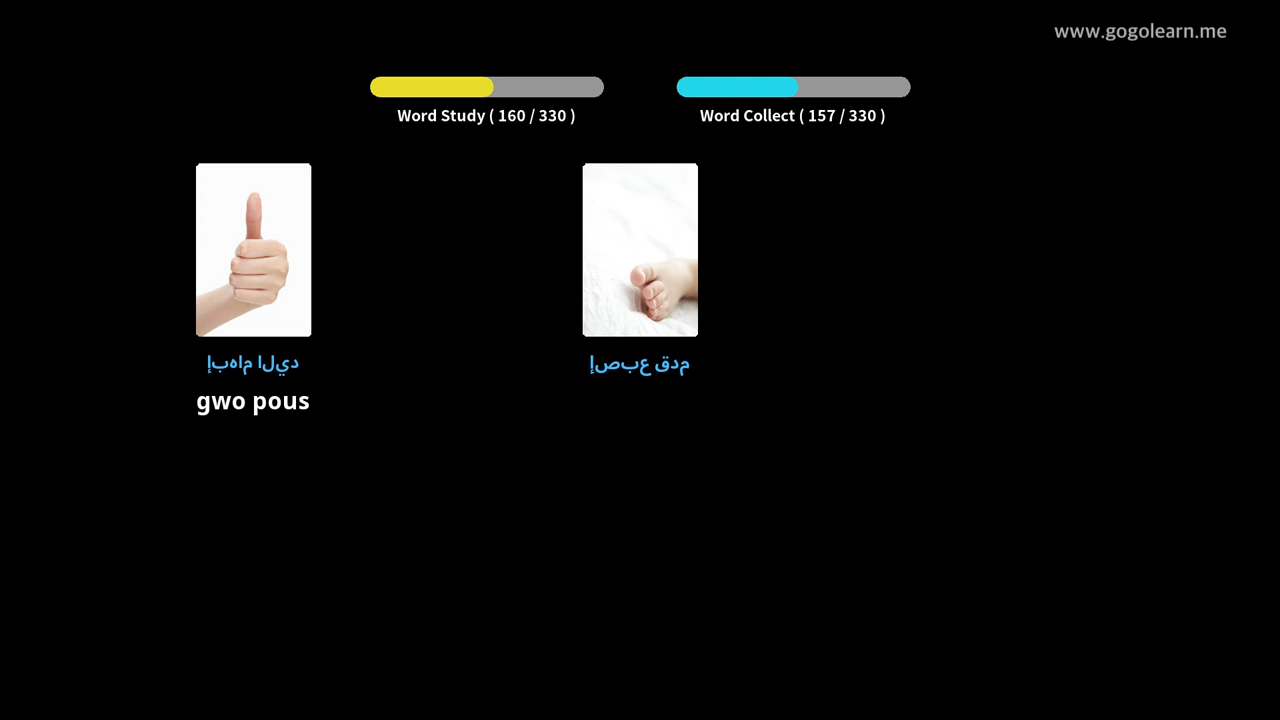 www.gogolearn.me
Word Study ( 160 / 330 )
Word Collect ( 157 / 330 )
إبهام اليد
gwo pous
إصبع قدم